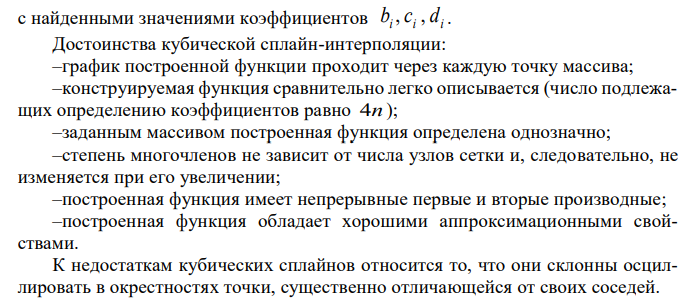 с найденными значениями коэффициентов b_i, c_i, d_i.
Достоинства кубической сплайн-интерполяции:
–график построенной функции проходит через каждую точку массива;
–конструируемая функция сравнительно легко описывается (число подлежа-
щих определению коэффициентов равно 4n);
–заданным массивом построенная функция определена однозначно;
–степень многочленов не зависит от числа узлов сетки и, следовательно, не
изменяется при его увеличении;
–построенная функция имеет непрерывные первые и вторые производные;
–построенная функция обладает хорошими аппроксимационными свой-
ствами.
К недостаткам кубических сплайнов относится то, что они склонны осцил-
лировать в окрестностях точки, существенно отличающейся от своих соседей.